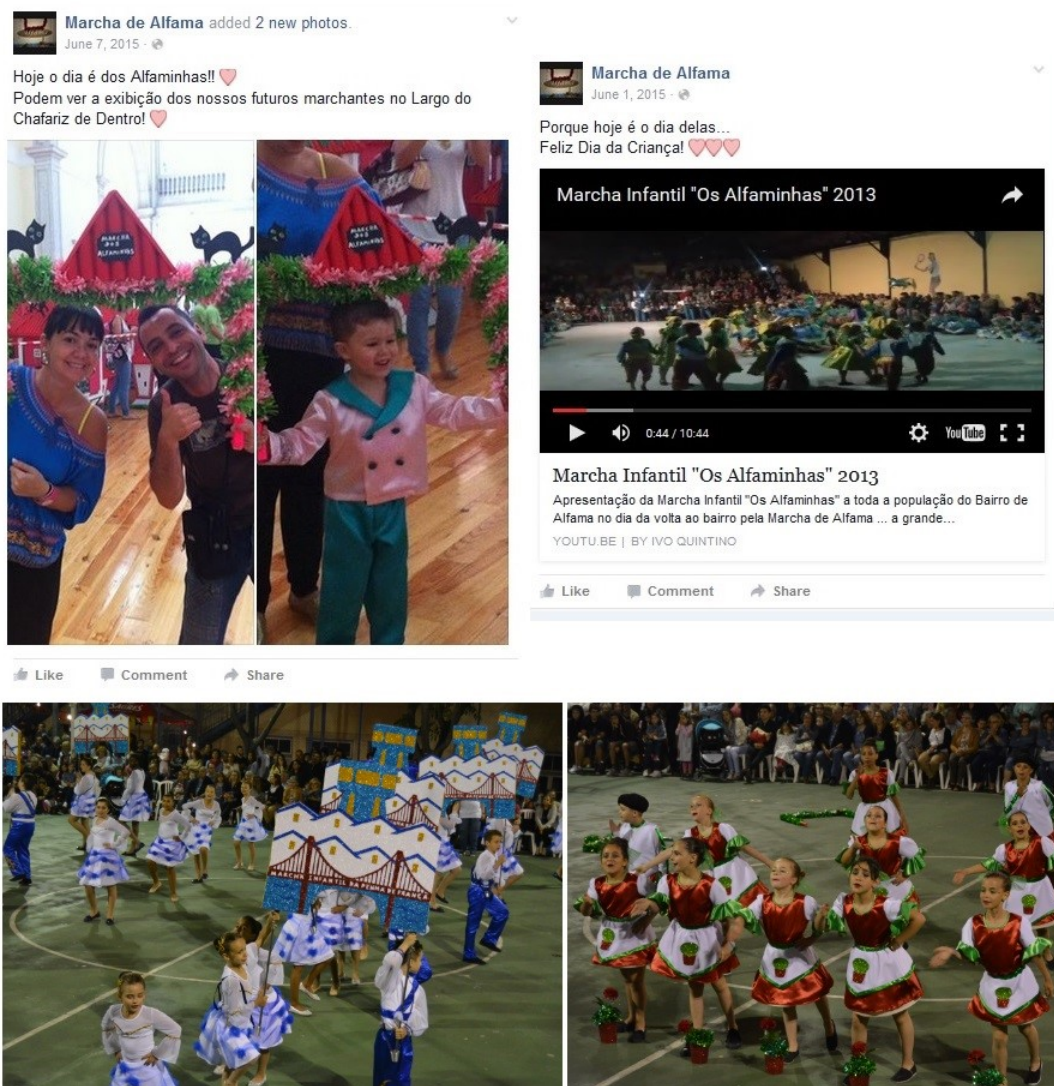 Marcha de Alfama added 2 new photos.
June 7, 2015 ·
Hoje o dia é dos Alfaminhas!!
Podem ver a exibição dos nossos futuros marchantes no Largo do
Chafariz de Dentro!
MARCHA
DOS
ALFAMINHAS
MARCHA
DOS
ALFAMINHAS
Like Comment Share
Marcha de Alfama
June 1, 2015 ·
Porque hoje é o dia delas...
Feliz Dia da Criança!
Marcha Infantil "Os Alfaminhas" 2013
0:44 / 10:44
YouTube
Marcha Infantil "Os Alfaminhas" 2013
Apresentação da Marcha Infantil "Os Alfaminhas" a toda a população do Bairro de
Alfama no dia da volta ao bairro pela Marcha de Alfama ... a grande...
YOUTU.BE | BY IVO QUINTINO
Like Comment Share
MARCHA INFANTIL DA PENHA DE FRANÇA